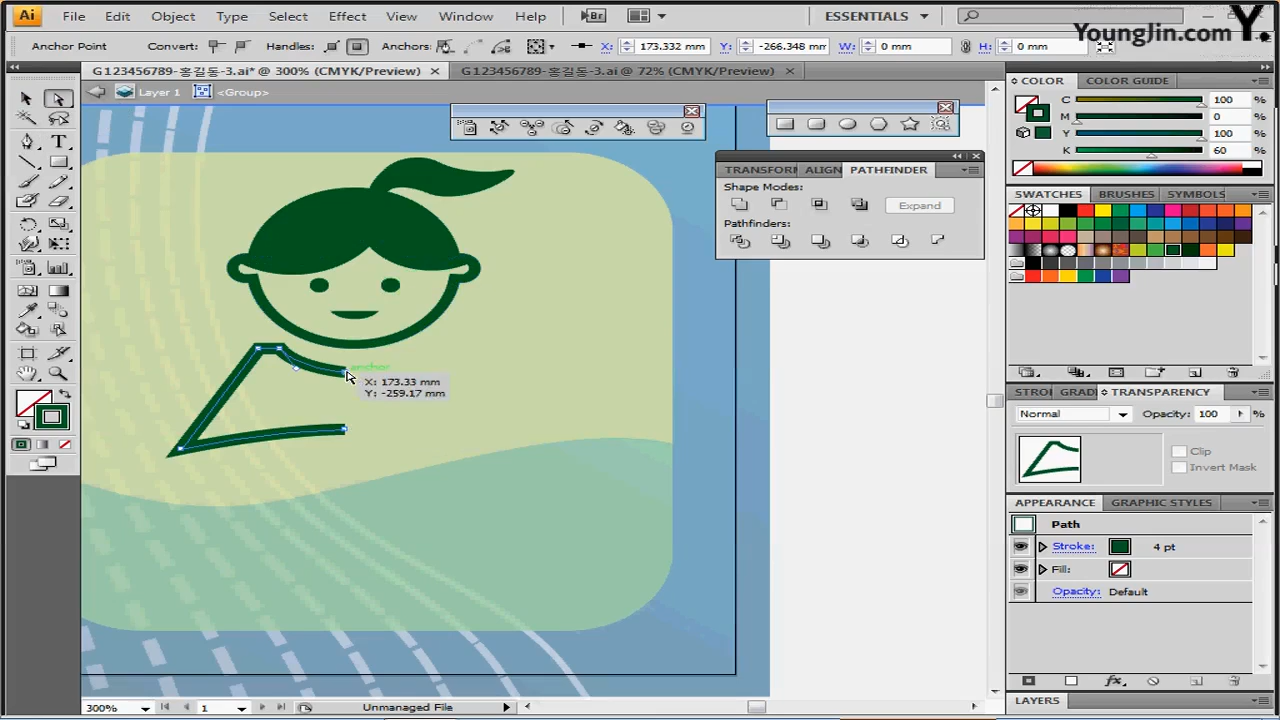 Ai File Edit Object Type Select Effect View Window Help Br ESSENTIALS
YoungJin.com Y.
Anchor Point Convert: Handles: Anchors: X: 173.332 mm Y: -266.348 mm W: 0 mm H: 0 mm
G123456789-홍길동-3.ai* @ 300% (CMYK/Preview) × G123456789-홍길동-3.ai @ 72% (CMYK/Preview) ×
Layer 1 <Group>
COLOR COLOR GUIDE
C 100 %
M 0 %
Y 100 %
K 60 %
TRANSFORM ALIGN PATHFINDER
Shape Modes:
Expand
Pathfinders:
SWATCHES BRUSHES SYMBOLS
anchor
X: 173.33 mm
Y: -259.17 mm
STRO GRADI TRANSPARENCY
Normal Opacity: 100 %
Clip
Invert Mask
APPEARANCE GRAPHIC STYLES
Path
Stroke: 4 pt
Fill:
Opacity: Default
fx
LAYERS
300% 1 Unmanaged File